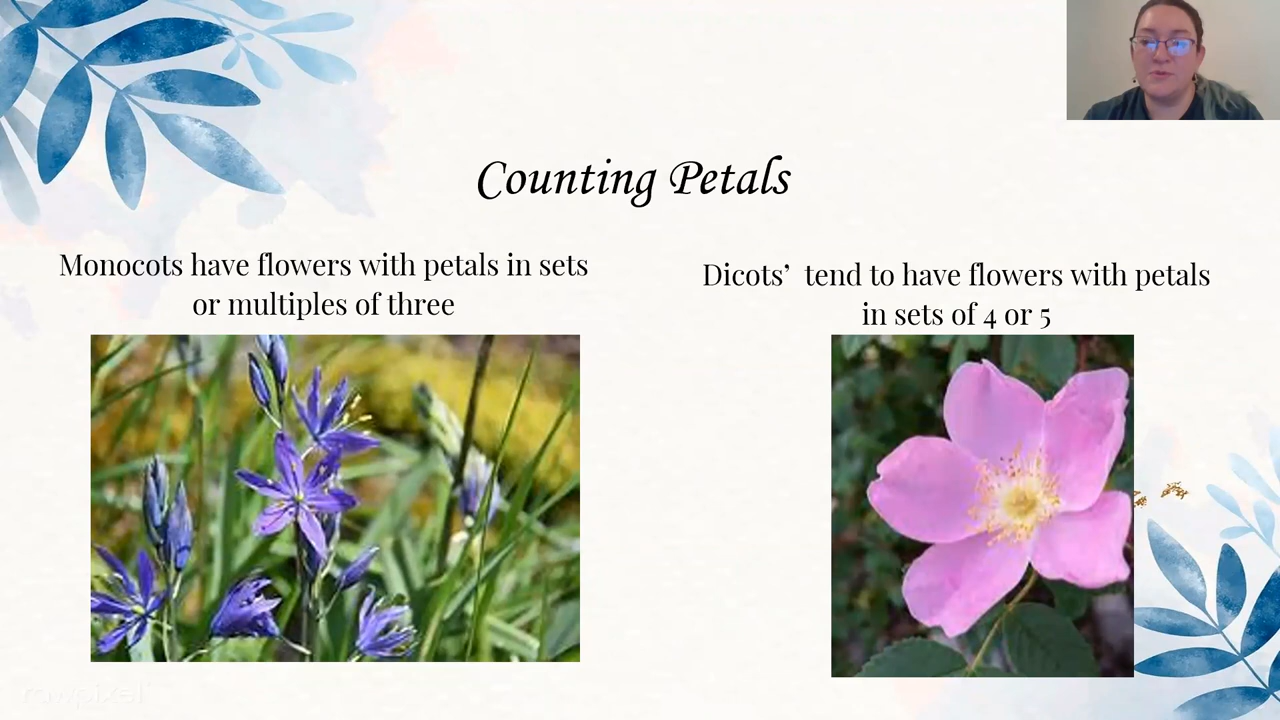 Counting Petals
Monocots have flowers with petals in sets
or multiples of three
Dicots’  tend to have flowers with petals
in sets of 4 or 5
rawpixel